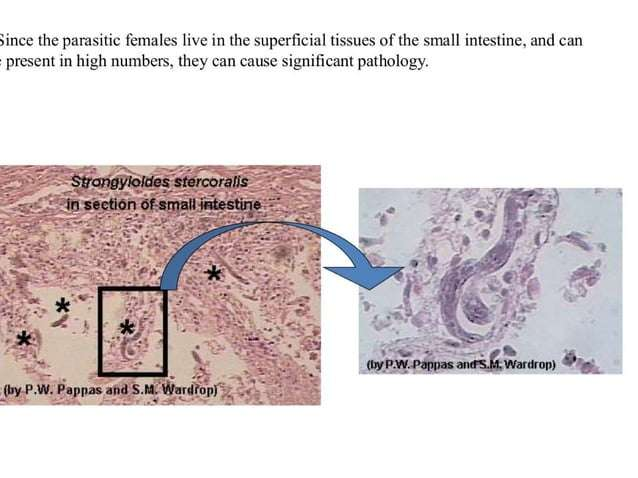 Since the parasitic females live in the superficial tissues of the small intestine, and can
e present in high numbers, they can cause significant pathology.
Strongyloides stercoralis
in section of small intestine
*
*
*
*
(by P.W. Pappas and S.M. Wardrop)
(by P.W. Pappas and S.M. Wardrop)